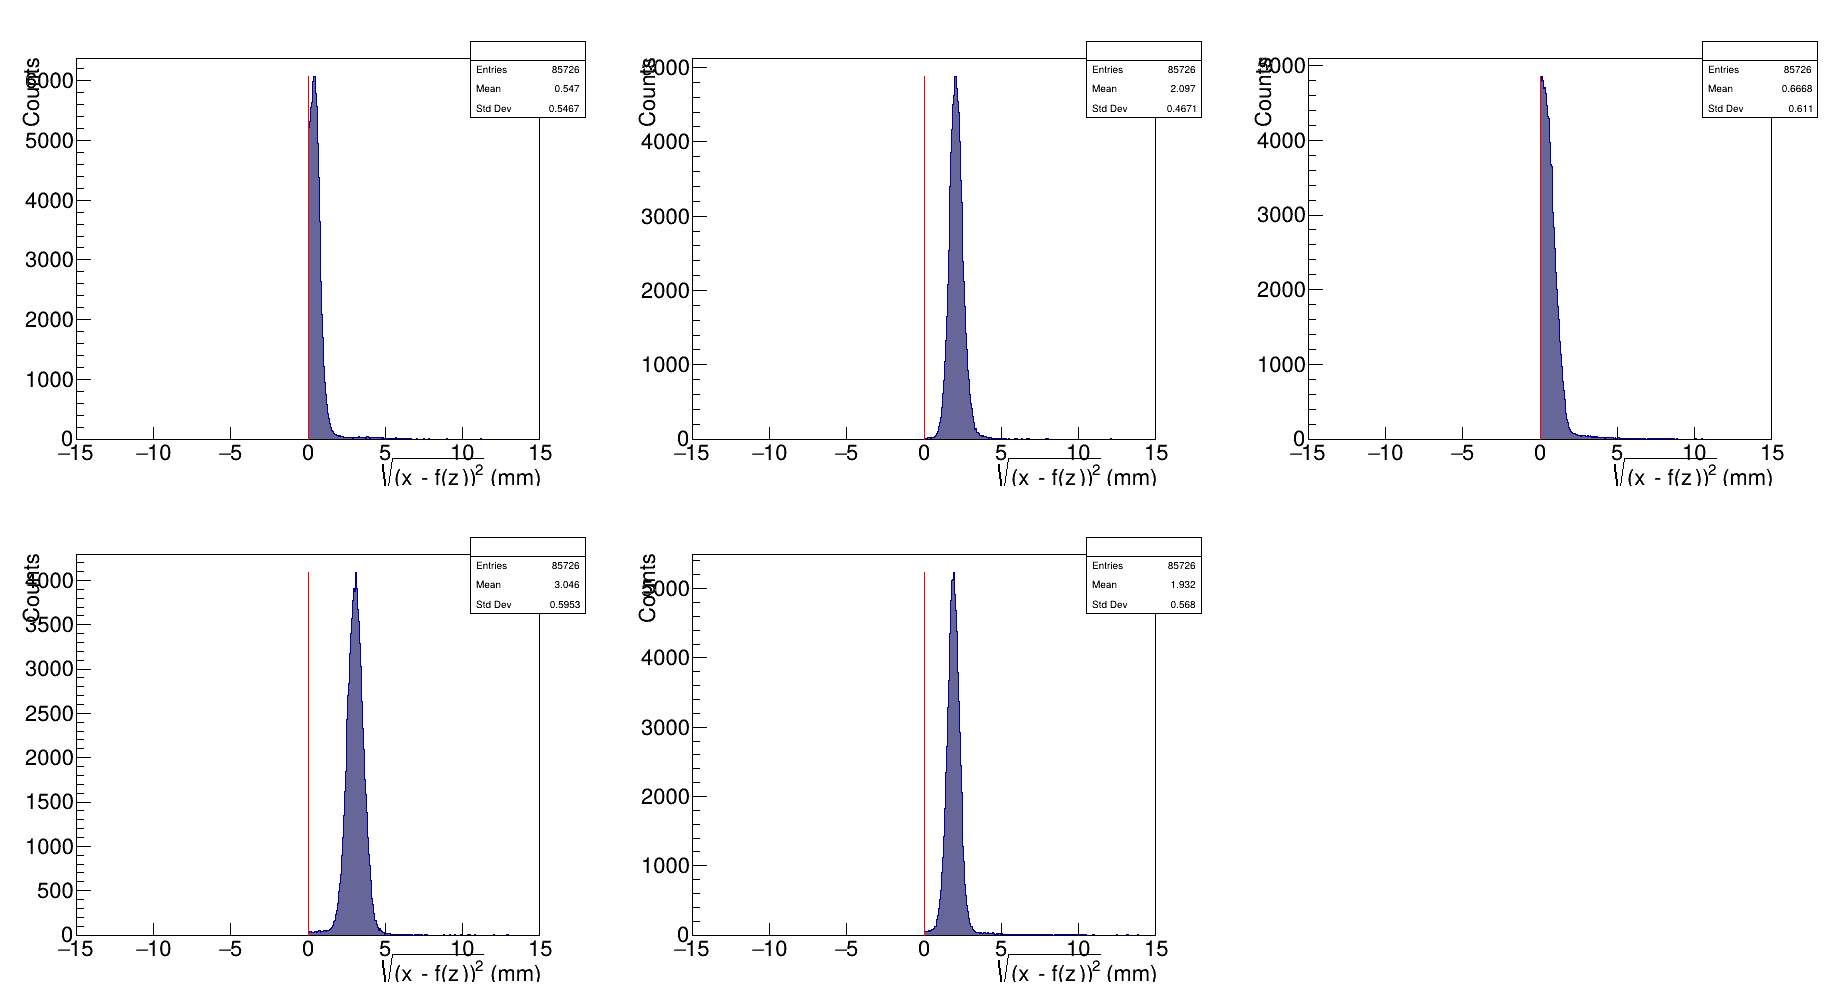 Counts
Entries 85726
Mean 0.547
Std Dev 0.5467
6000
5000
4000
3000
2000
1000
0
−15 −10 −5 0 5 10 15
√(x - f(z))² (mm)
Counts
Entries 85726
Mean 2.097
Std Dev 0.4671
5000
4000
3000
2000
1000
0
−15 −10 −5 0 5 10 15
√(x - f(z))² (mm)
Counts
Entries 85726
Mean 0.6668
Std Dev 0.611
5000
4000
3000
2000
1000
0
−15 −10 −5 0 5 10 15
√(x - f(z))² (mm)
Counts
Entries 85726
Mean 3.046
Std Dev 0.5953
4000
3500
3000
2500
2000
1500
1000
500
0
−15 −10 −5 0 5 10 15
√(x - f(z))² (mm)
Counts
Entries 85726
Mean 1.932
Std Dev 0.568
5000
4000
3000
2000
1000
0
−15 −10 −5 0 5 10 15
√(x - f(z))² (mm)